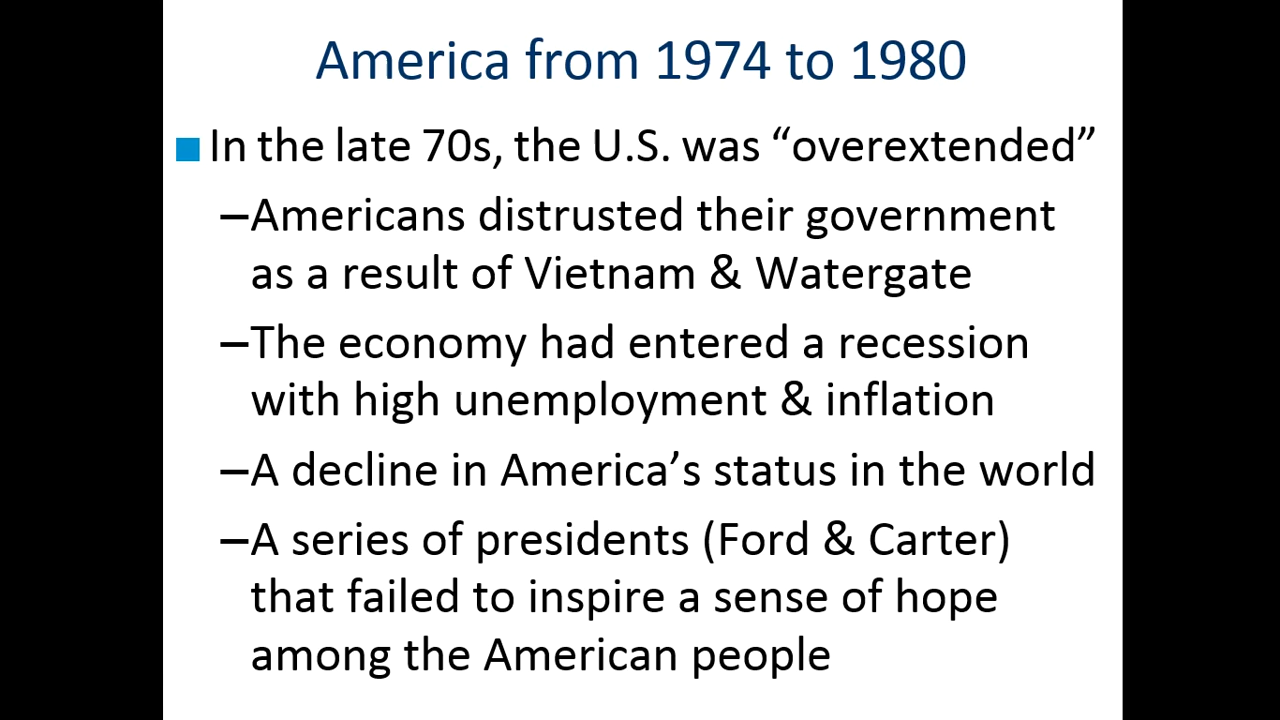 America from 1974 to 1980
■In the late 70s, the U.S. was “overextended”
–Americans distrusted their government
as a result of Vietnam & Watergate
–The economy had entered a recession
with high unemployment & inflation
–A decline in America’s status in the world
–A series of presidents (Ford & Carter)
that failed to inspire a sense of hope
among the American people